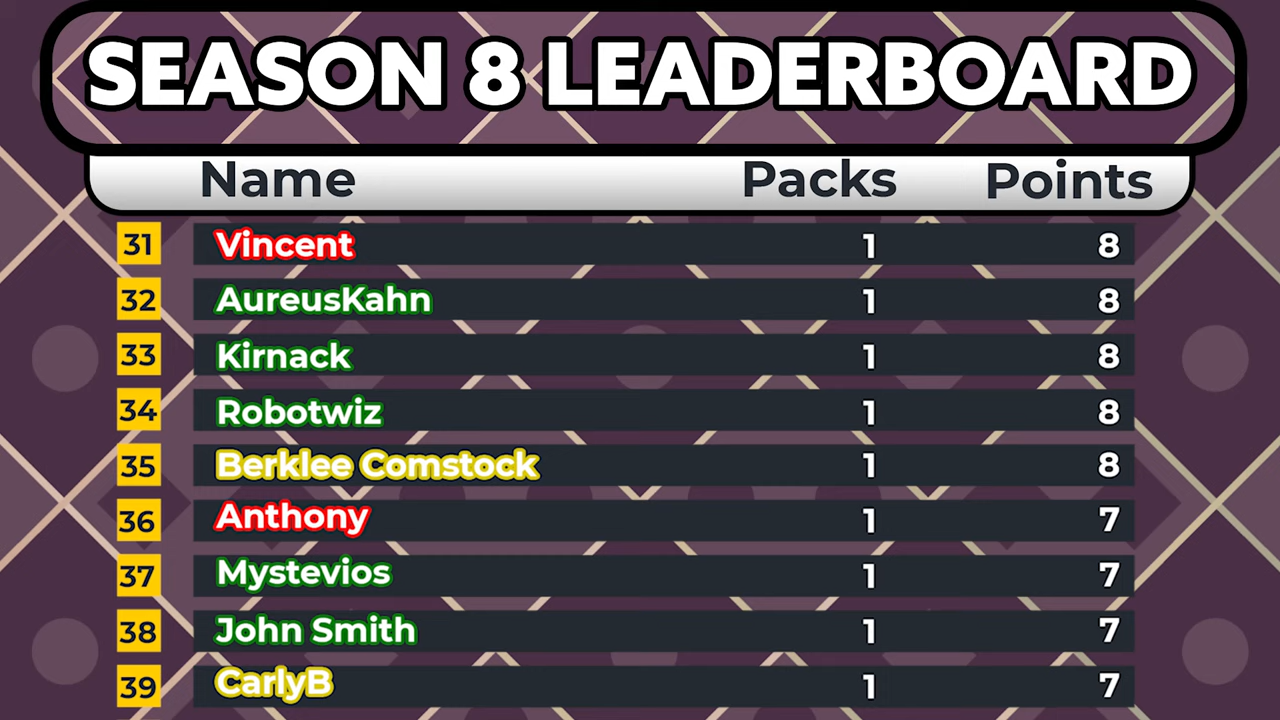 SEASON 8 LEADERBOARD
Name Packs Points
31 Vincent 1 8
32 AureusKahn 1 8
33 Kirnack 1 8
34 Robotwiz 1 8
35 Berklee Comstock 1 8
36 Anthony 1 7
37 Mystevios 1 7
38 John Smith 1 7
39 CarlyB 1 7